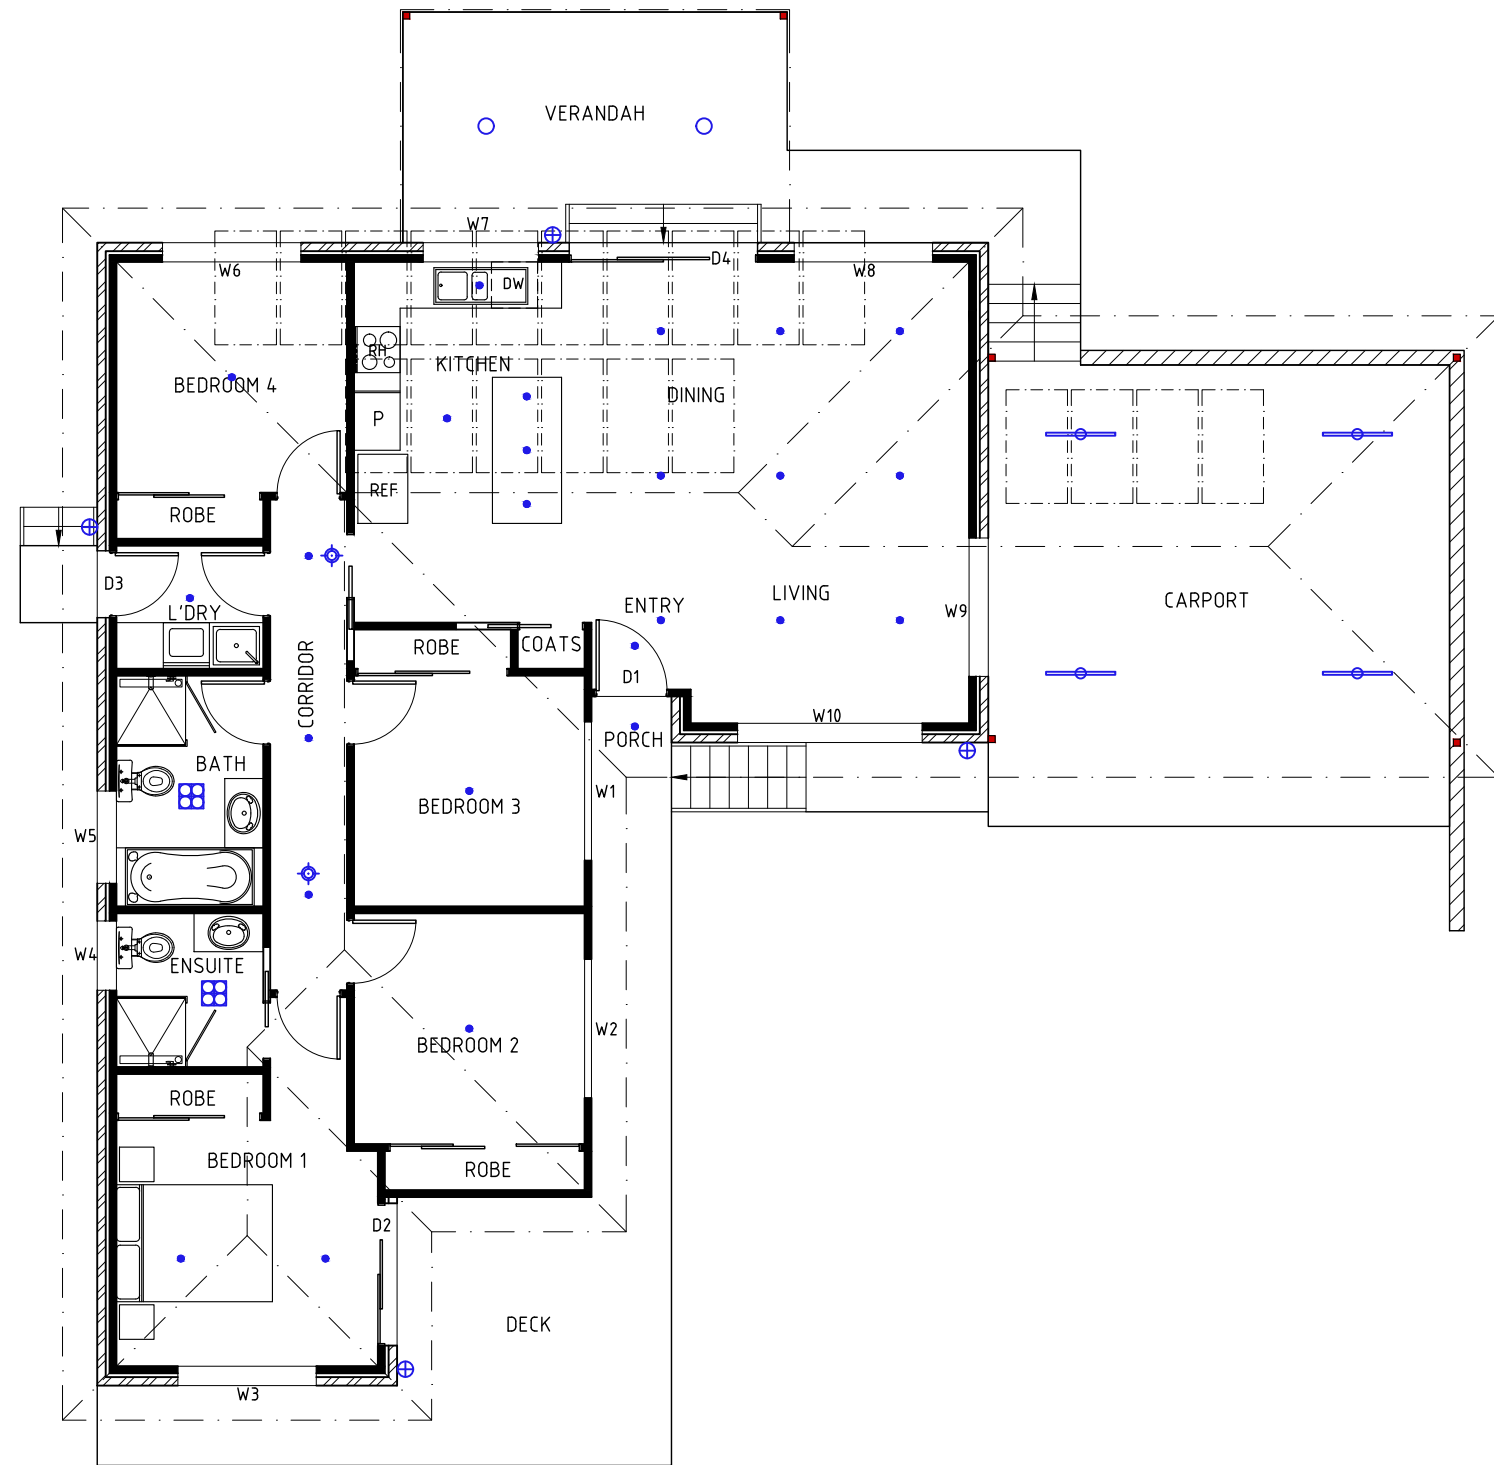 VERANDAH
W7
D4
W6
W8
DW
RH
KITCHEN
BEDROOM 4
DINING
P
REF
ROBE
D3
L'DRY
LIVING
ENTRY
W9
CARPORT
ROBE
COATS
CORRIDOR
D1
W10
PORCH
BATH
W1
BEDROOM 3
W5
W4
ENSUITE
W2
BEDROOM 2
ROBE
BEDROOM 1
ROBE
D2
DECK
W3